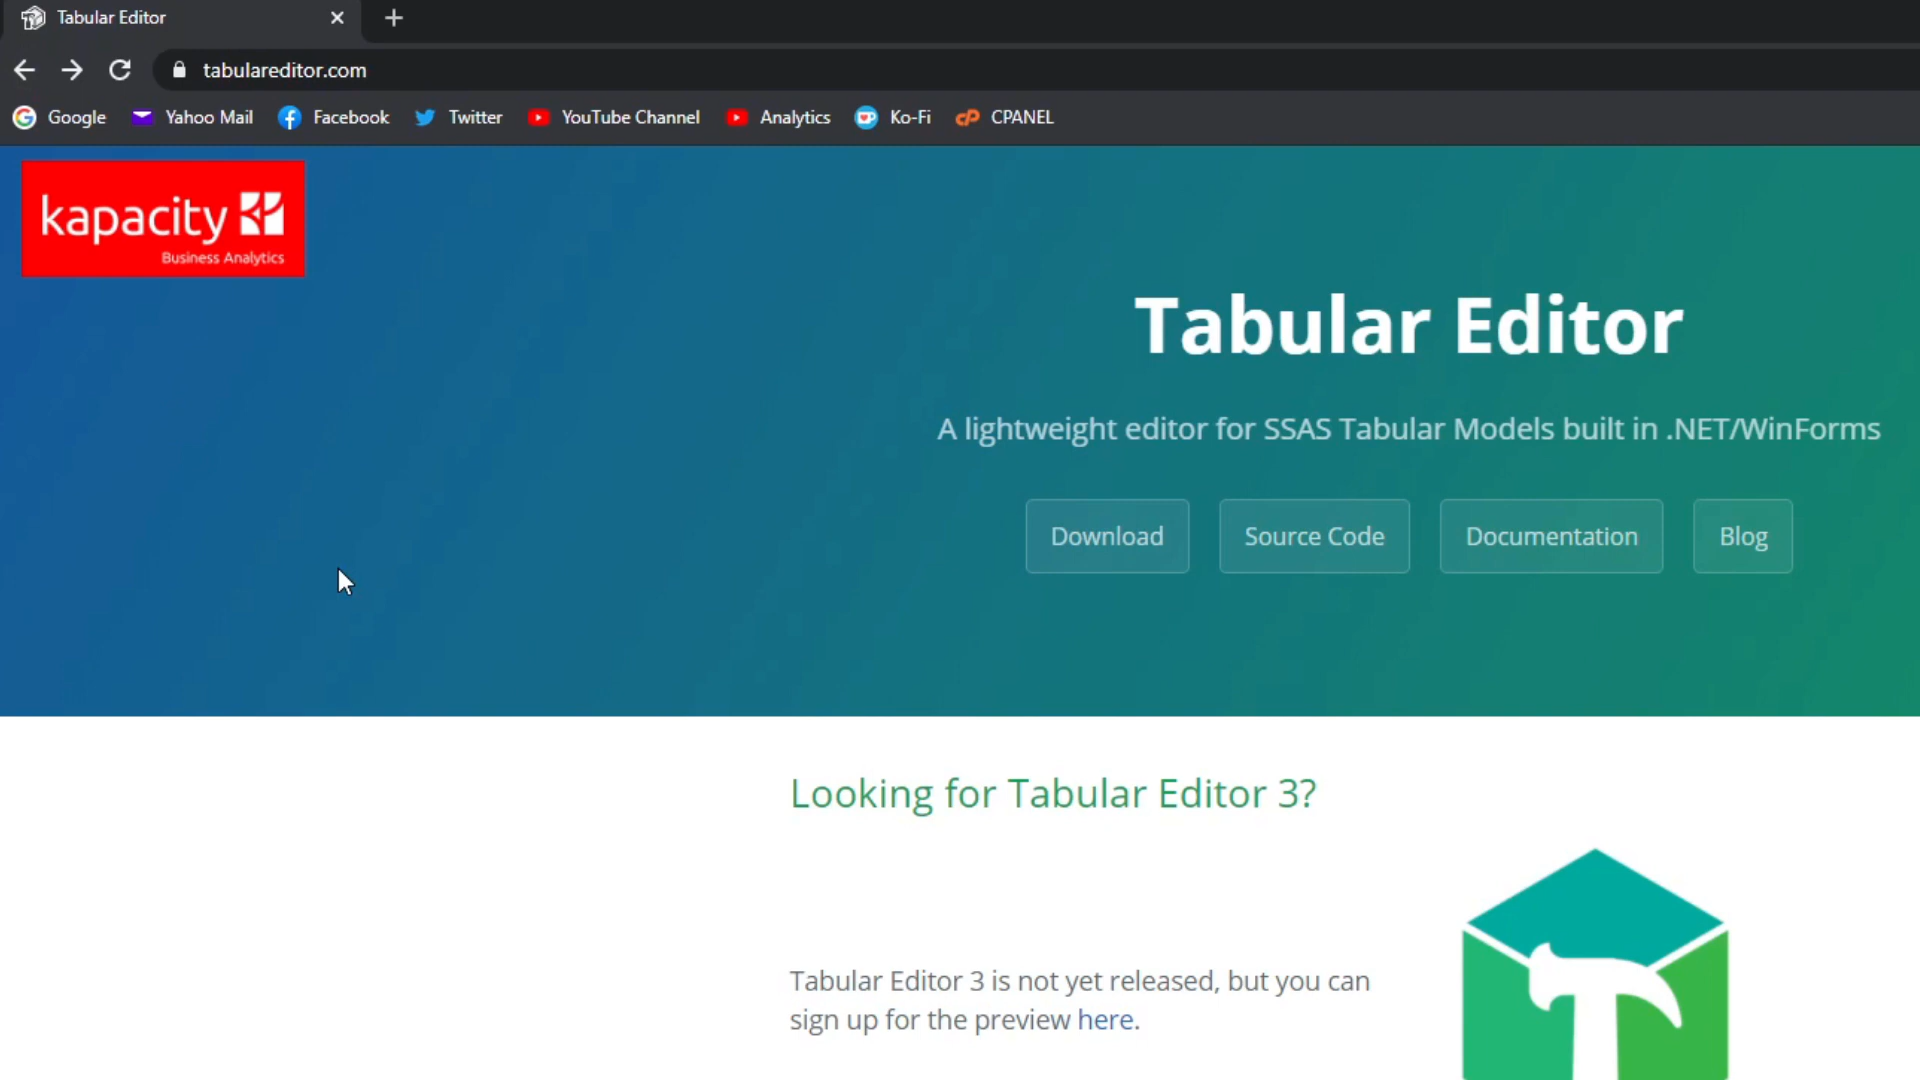 Tabular Editor
tabulareditor.com
Google Yahoo Mail Facebook Twitter YouTube Channel Analytics Ko-Fi CPANEL
kapacity
Business Analytics
Tabular Editor
A lightweight editor for SSAS Tabular Models built in .NET/WinForms
Download Source Code Documentation Blog
Looking for Tabular Editor 3?
Tabular Editor 3 is not yet released, but you can
sign up for the preview here.